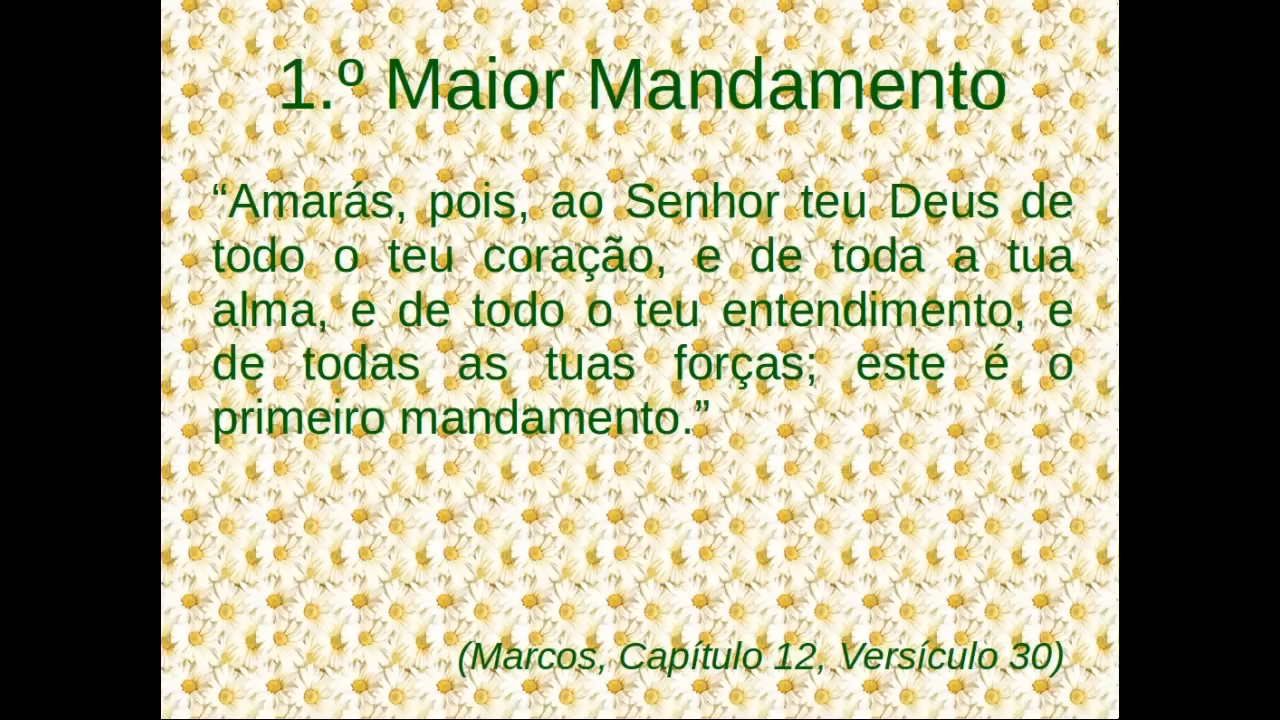 1.º Maior Mandamento
“Amarás, pois, ao Senhor teu Deus de
todo o teu coração, e de toda a tua
alma, e de todo o teu entendimento, e
de todas as tuas forças; este é o
primeiro mandamento.”
(Marcos, Capítulo 12, Versículo 30)